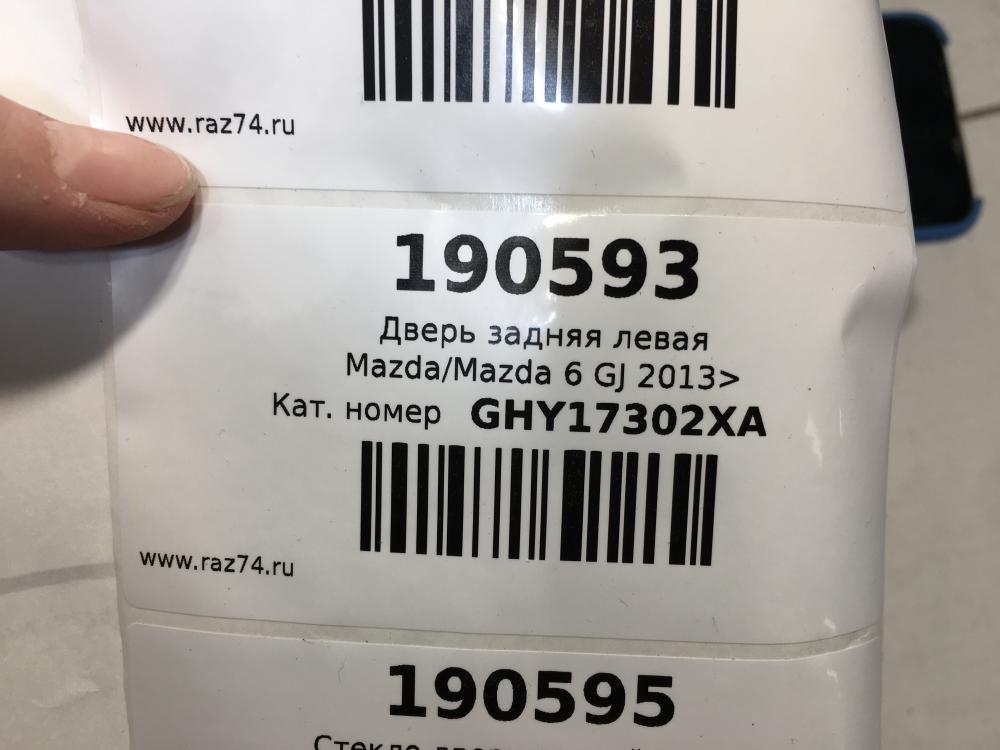 www.raz74.ru
190593
Дверь задняя левая
Mazda/Mazda 6 GJ 2013>
Кат. номер GHY17302XA
www.raz74.ru
190595
Стекло